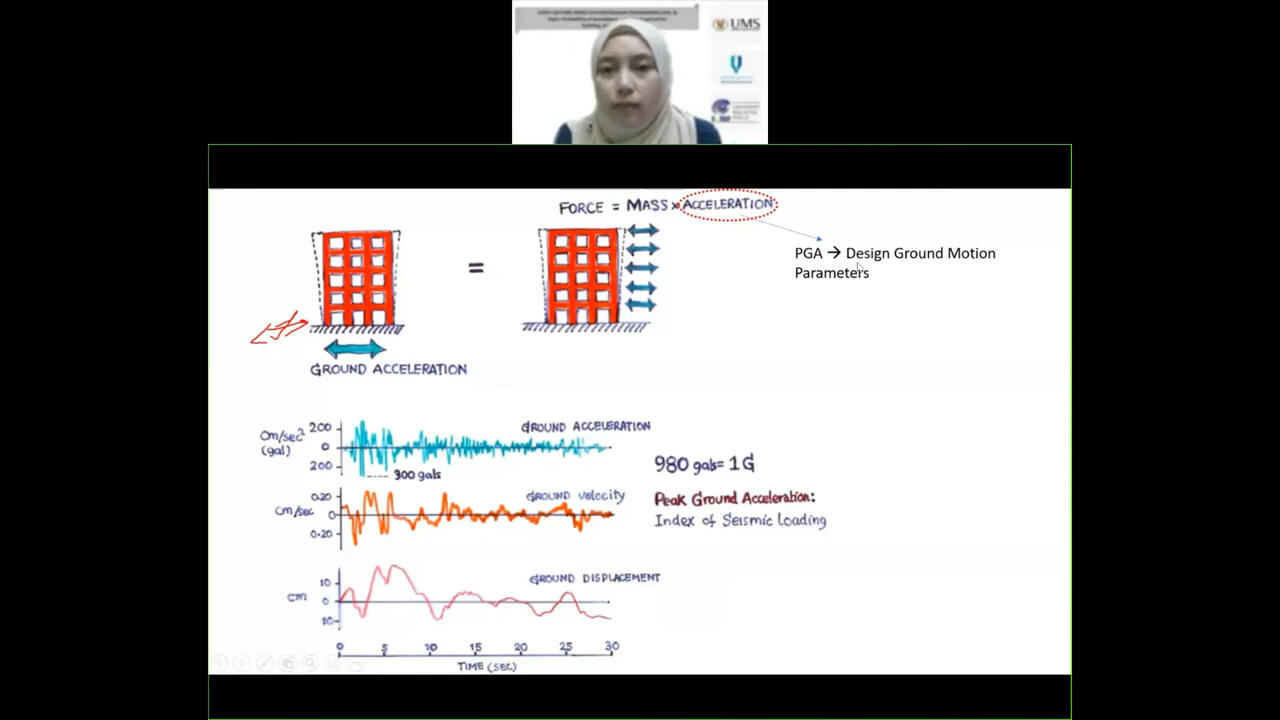 UMS
FORCE = MASS x ACCELERATION
PGA → Design Ground Motion
Parameters
=
GROUND ACCELERATION
Cm/sec²
(gal)
200
0
200
GROUND ACCELERATION
300 gals
980 gals = 1G
Cm/sec
0.20
0
0.20
GROUND velocity
Peak Ground Acceleration:
Index of Seismic Loading
cm
10
0
10
GROUND DISPLACEMENT
0 5 10 15 20 25 30
TIME (SEC)